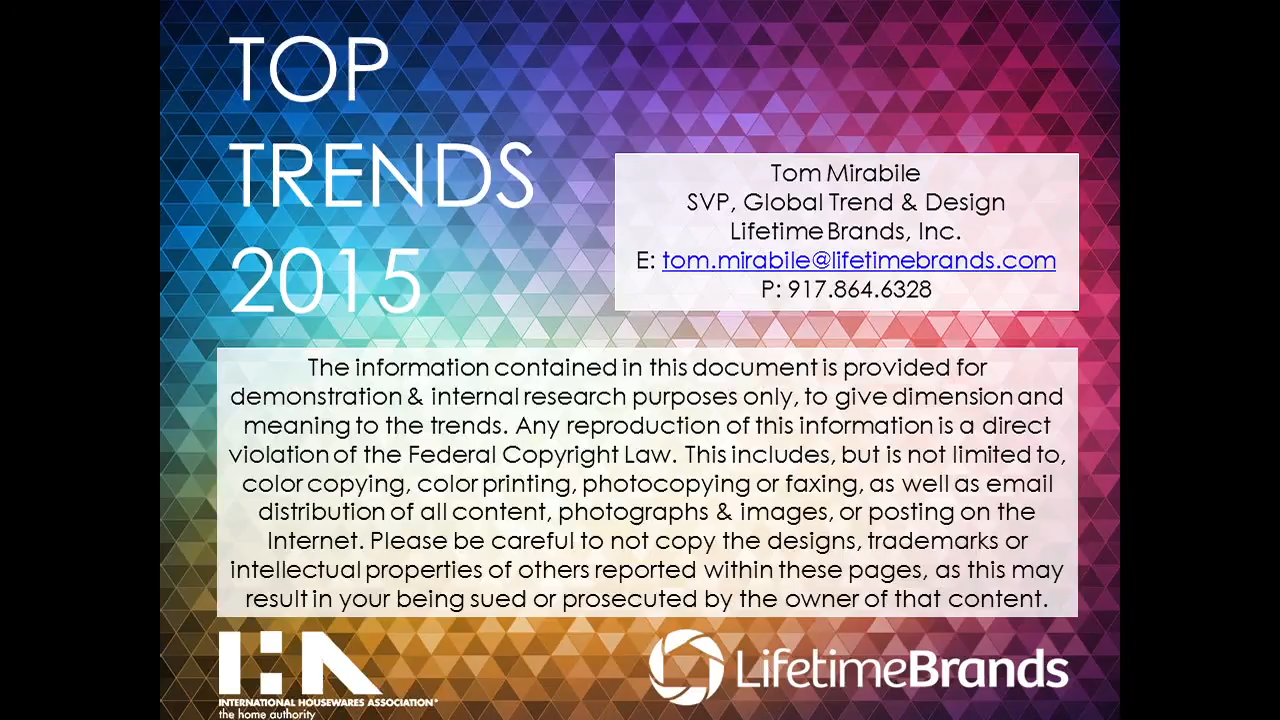 TOP
TRENDS
2015
Tom Mirabile
SVP, Global Trend & Design
Lifetime Brands, Inc.
E: tom.mirabile@lifetimebrands.com
P: 917.864.6328
The information contained in this document is provided for
demonstration & internal research purposes only, to give dimension and
meaning to the trends. Any reproduction of this information is a direct
violation of the Federal Copyright Law. This includes, but is not limited to,
color copying, color printing, photocopying or faxing, as well as email
distribution of all content, photographs & images, or posting on the
Internet. Please be careful to not copy the designs, trademarks or
intellectual properties of others reported within these pages, as this may
result in your being sued or prosecuted by the owner of that content.
IHA
INTERNATIONAL HOUSEWARES ASSOCIATION®
the home authority
LifetimeBrands